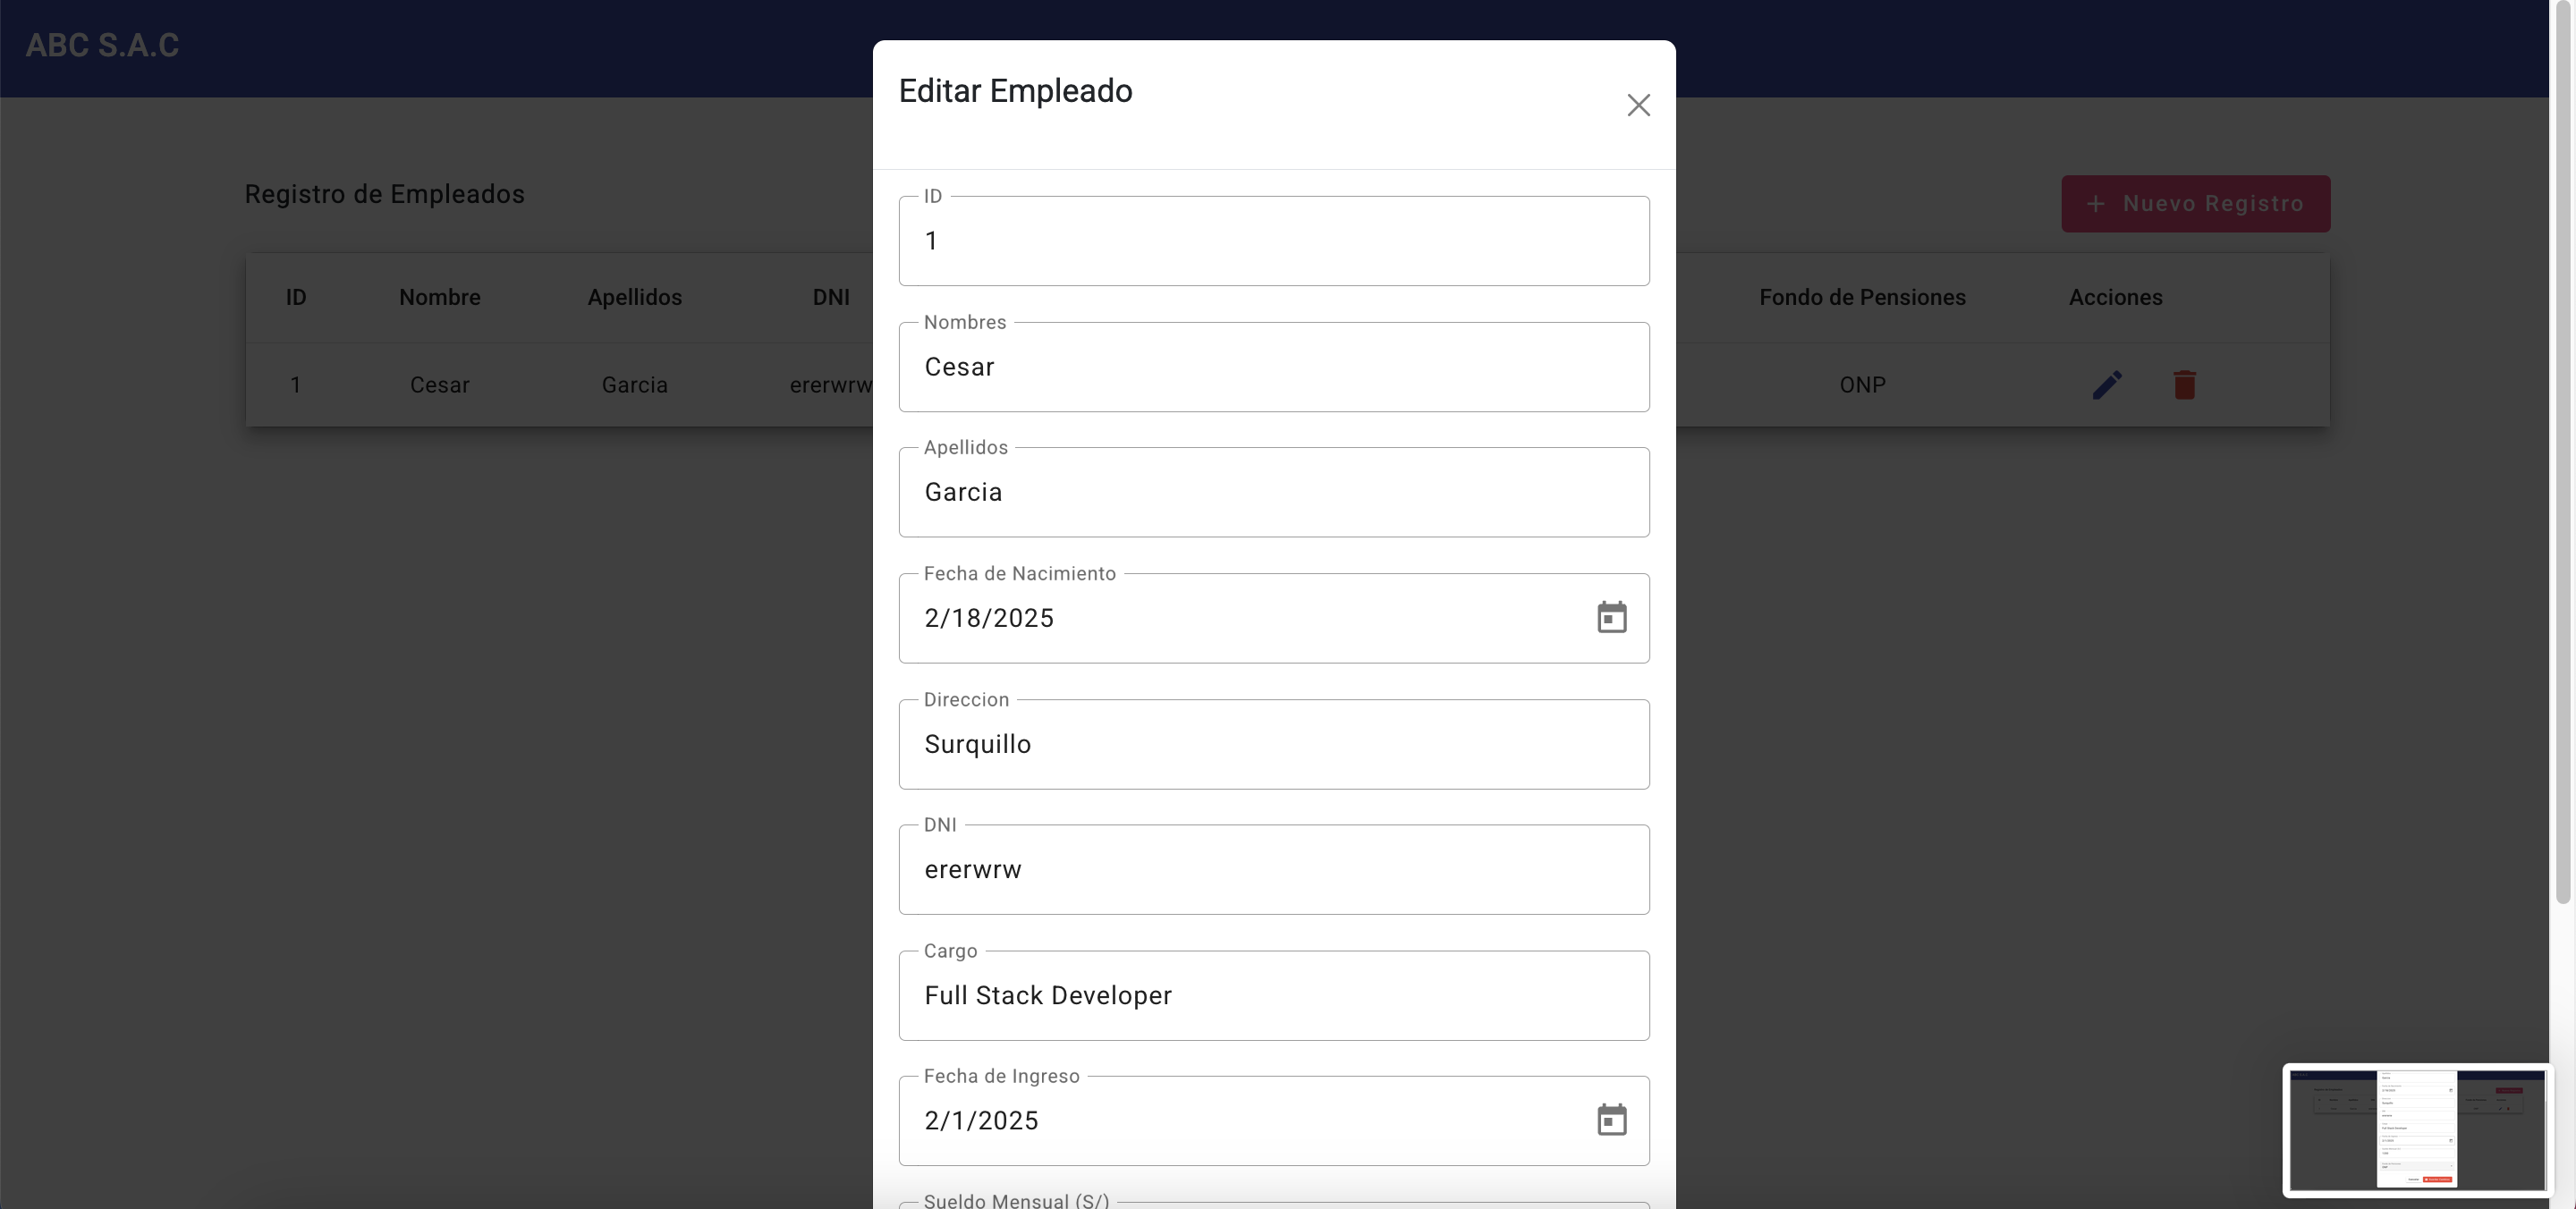 ABC S.A.C
Editar Empleado
Registro de Empleados
+ Nuevo Registro
ID Nombre Apellidos DNI Fondo de Pensiones Acciones
1 Cesar Garcia ererwrw ONP
ID
1
Nombres
Cesar
Apellidos
Garcia
Fecha de Nacimiento
2/18/2025
Direccion
Surquillo
DNI
ererwrw
Cargo
Full Stack Developer
Fecha de Ingreso
2/1/2025
Sueldo Mensual (S/)